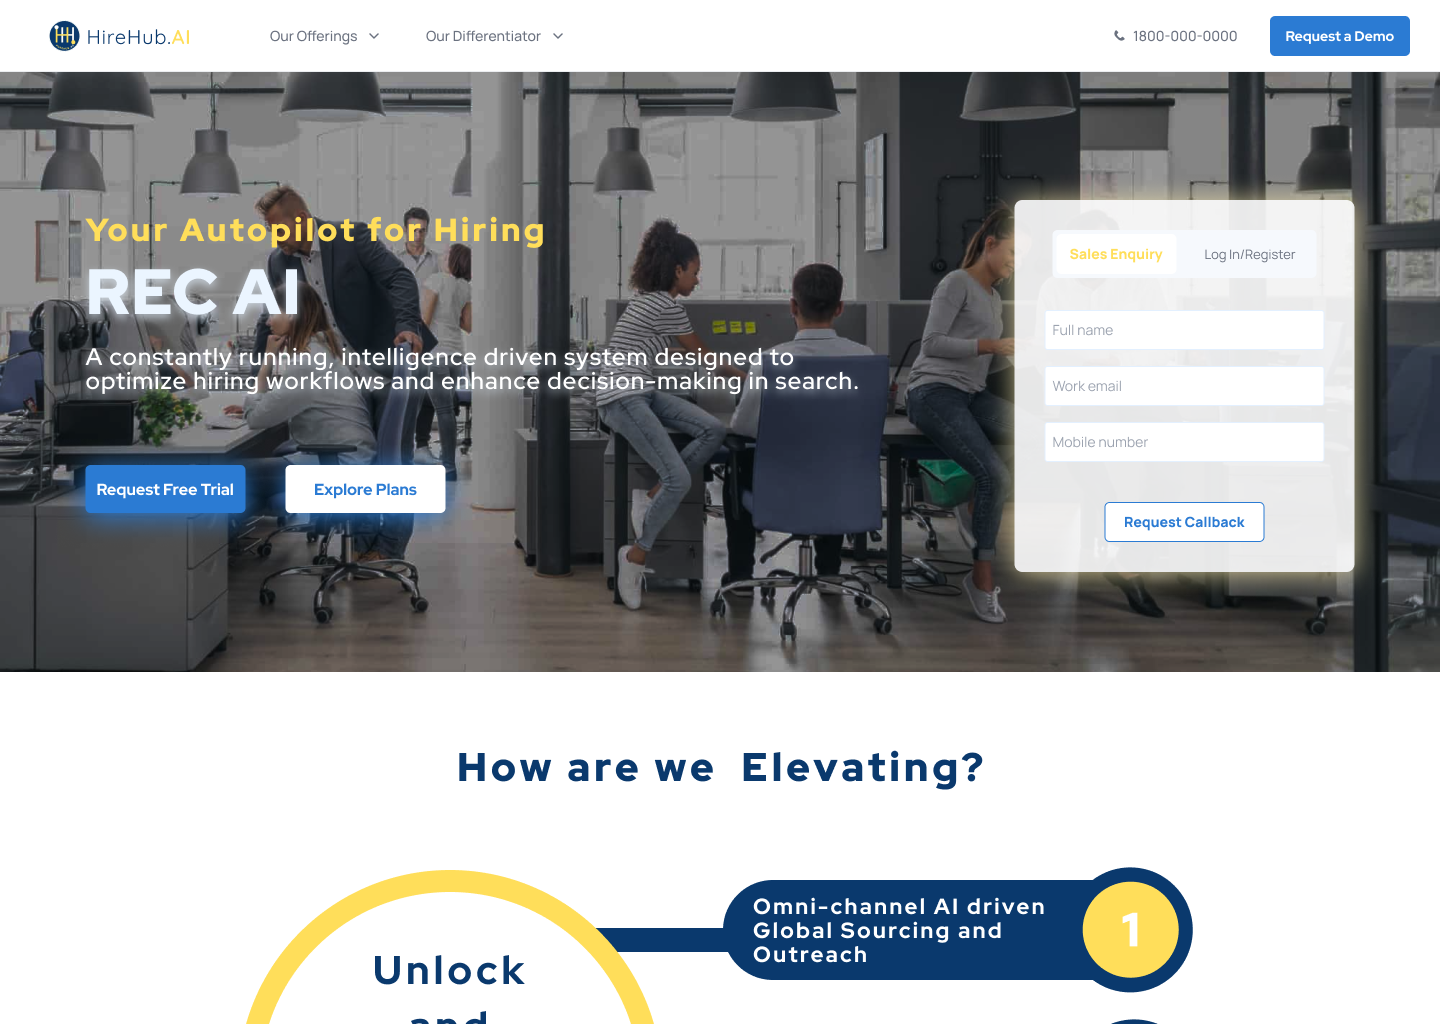 HireHub.AI
Our Offerings
Our Differentiator
1800-000-0000
Request a Demo
Your Autopilot for Hiring
REC AI
A constantly running, intelligence driven system designed to
optimize hiring workflows and enhance decision-making in search.
Request Free Trial
Explore Plans
Sales Enquiry
Log In/Register
Full name
Work email
Mobile number
Request Callback
How are we Elevating?
Unlock
and
Omni-channel AI driven
Global Sourcing and
Outreach
1